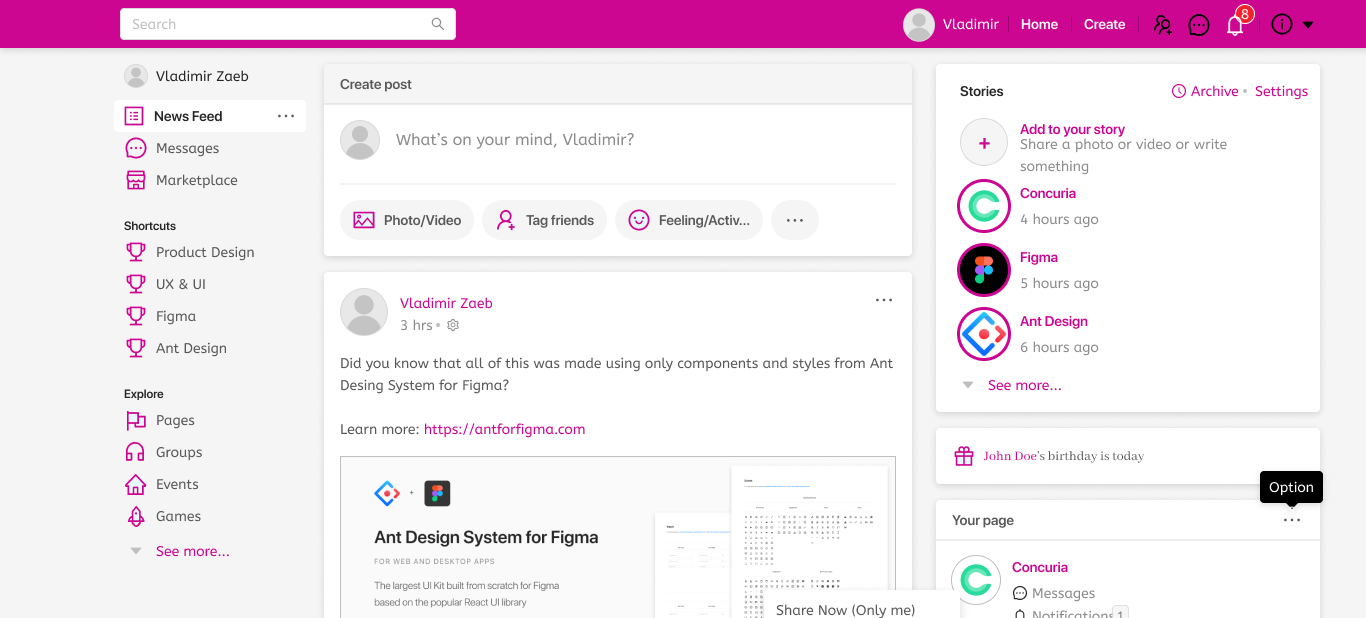 Search
Vladimir
Home
Create
8
Vladimir Zaeb
News Feed
Messages
Marketplace
Shortcuts
Product Design
UX & UI
Figma
Ant Design
Explore
Pages
Groups
Events
Games
See more...
Create post
What's on your mind, Vladimir?
Photo/Video
Tag friends
Feeling/Activ...
Vladimir Zaeb
3 hrs
Did you know that all of this was made using only components and styles from Ant
Desing System for Figma?
Learn more: https://antforfigma.com
Ant Design System for Figma
FOR WEB AND DESKTOP APPS
The largest UI Kit built from scratch for Figma
based on the popular React UI library
Share Now (Only me)
Stories
Archive • Settings
Add to your story
Share a photo or video or write
something
Concuria
4 hours ago
Figma
5 hours ago
Ant Design
6 hours ago
See more...
John Doe's birthday is today
Option
Your page
Concuria
Messages
Notifications 1